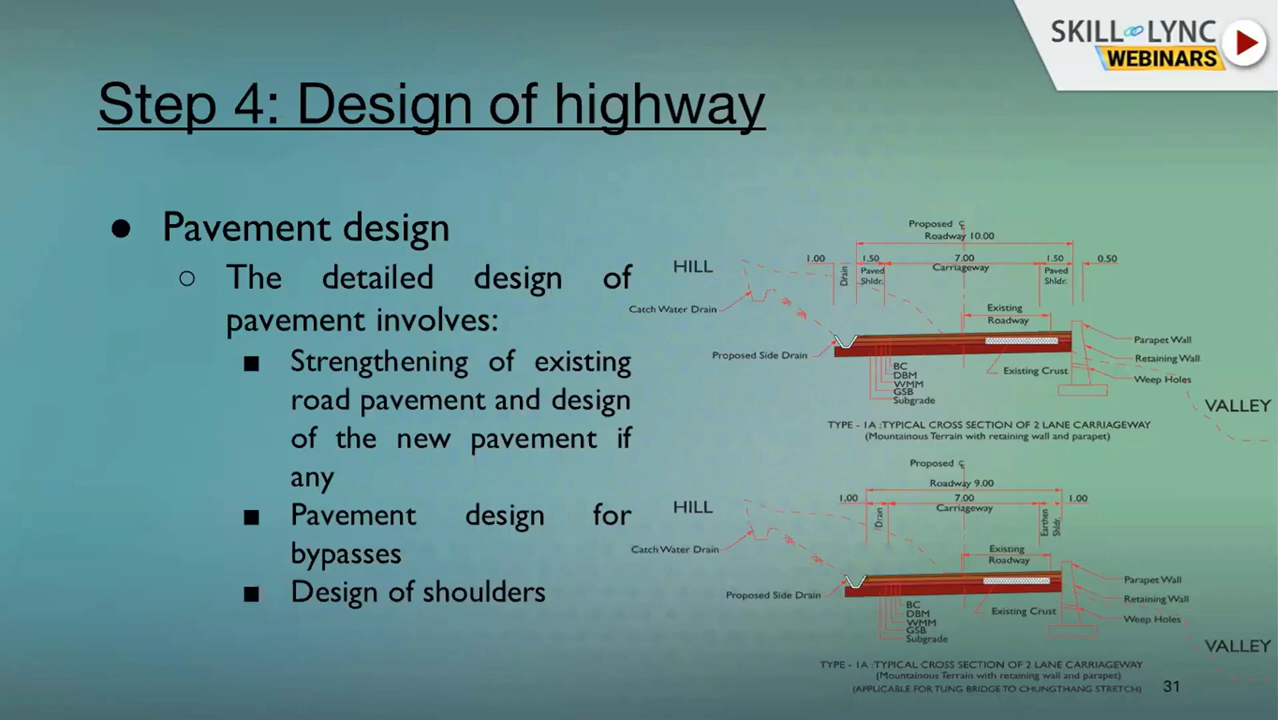 SKILL LYNC
WEBINARS
Step 4: Design of highway
● Pavement design
○ The detailed design of
pavement involves:
■ Strengthening of existing
road pavement and design
of the new pavement if
any
■ Pavement design for
bypasses
■ Design of shoulders
Proposed ℄
Roadway 10.00
1.00 1.50 7.00 1.50 0.50
HILL
Drain
Paved
Shldr.
Carriageway
Paved
Shldr.
Catch Water Drain
Existing
Roadway
Proposed Side Drain
Parapet Wall
Retaining Wall
Weep Holes
BC
DBM
WMM
GSB
Subgrade
Existing Crust
VALLEY
TYPE - 1A :TYPICAL CROSS SECTION OF 2 LANE CARRIAGEWAY
(Mountainous Terrain with retaining wall and parapet)
Proposed ℄
Roadway 9.00
1.00 7.00 1.00
HILL
Drain
Carriageway
Earthen
Shldr.
Catch Water Drain
Existing
Roadway
Proposed Side Drain
Parapet Wall
Retaining Wall
Weep Holes
BC
DBM
WMM
GSB
Subgrade
Existing Crust
VALLEY
TYPE - 1A :TYPICAL CROSS SECTION OF 2 LANE CARRIAGEWAY
(Mountainous Terrain with retaining wall and parapet)
(APPLICABLE FOR TUNG BRIDGE TO CHUNGTHANG STRETCH)
31